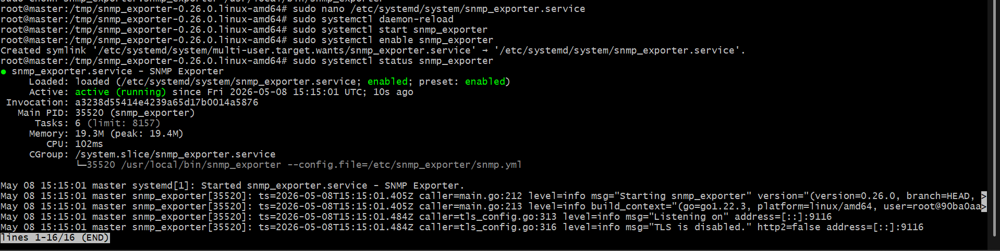 root@master:/tmp/snmp_exporter-0.26.0.linux-amd64# sudo nano /etc/systemd/system/snmp_exporter.service
root@master:/tmp/snmp_exporter-0.26.0.linux-amd64# sudo systemctl daemon-reload
root@master:/tmp/snmp_exporter-0.26.0.linux-amd64# sudo systemctl start snmp_exporter
root@master:/tmp/snmp_exporter-0.26.0.linux-amd64# sudo systemctl enable snmp_exporter
Created symlink '/etc/systemd/system/multi-user.target.wants/snmp_exporter.service' → '/etc/systemd/system/snmp_exporter.service'.
root@master:/tmp/snmp_exporter-0.26.0.linux-amd64# sudo systemctl status snmp_exporter
● snmp_exporter.service - SNMP Exporter
     Loaded: loaded (/etc/systemd/system/snmp_exporter.service; enabled; preset: enabled)
     Active: active (running) since Fri 2026-05-08 15:15:01 UTC; 10s ago
 Invocation: a3238d55414e4239a65d17b0014a5876
   Main PID: 35520 (snmp_exporter)
      Tasks: 6 (limit: 8157)
     Memory: 19.3M (peak: 19.4M)
        CPU: 102ms
     CGroup: /system.slice/snmp_exporter.service
             └─35520 /usr/local/bin/snmp_exporter --config.file=/etc/snmp_exporter/snmp.yml
May 08 15:15:01 master systemd[1]: Started snmp_exporter.service - SNMP Exporter.
May 08 15:15:01 master snmp_exporter[35520]: ts=2026-05-08T15:15:01.405Z caller=main.go:212 level=info msg="Starting snmp_exporter" version="(version=0.26.0, branch=HEAD, >
May 08 15:15:01 master snmp_exporter[35520]: ts=2026-05-08T15:15:01.405Z caller=main.go:213 level=info build_context="(go=go1.22.3, platform=linux/amd64, user=root@90ba0aa>
May 08 15:15:01 master snmp_exporter[35520]: ts=2026-05-08T15:15:01.484Z caller=tls_config.go:313 level=info msg="Listening on" address=[::]:9116
May 08 15:15:01 master snmp_exporter[35520]: ts=2026-05-08T15:15:01.484Z caller=tls_config.go:316 level=info msg="TLS is disabled." http2=false address=[::]:9116
lines 1-16/16 (END)